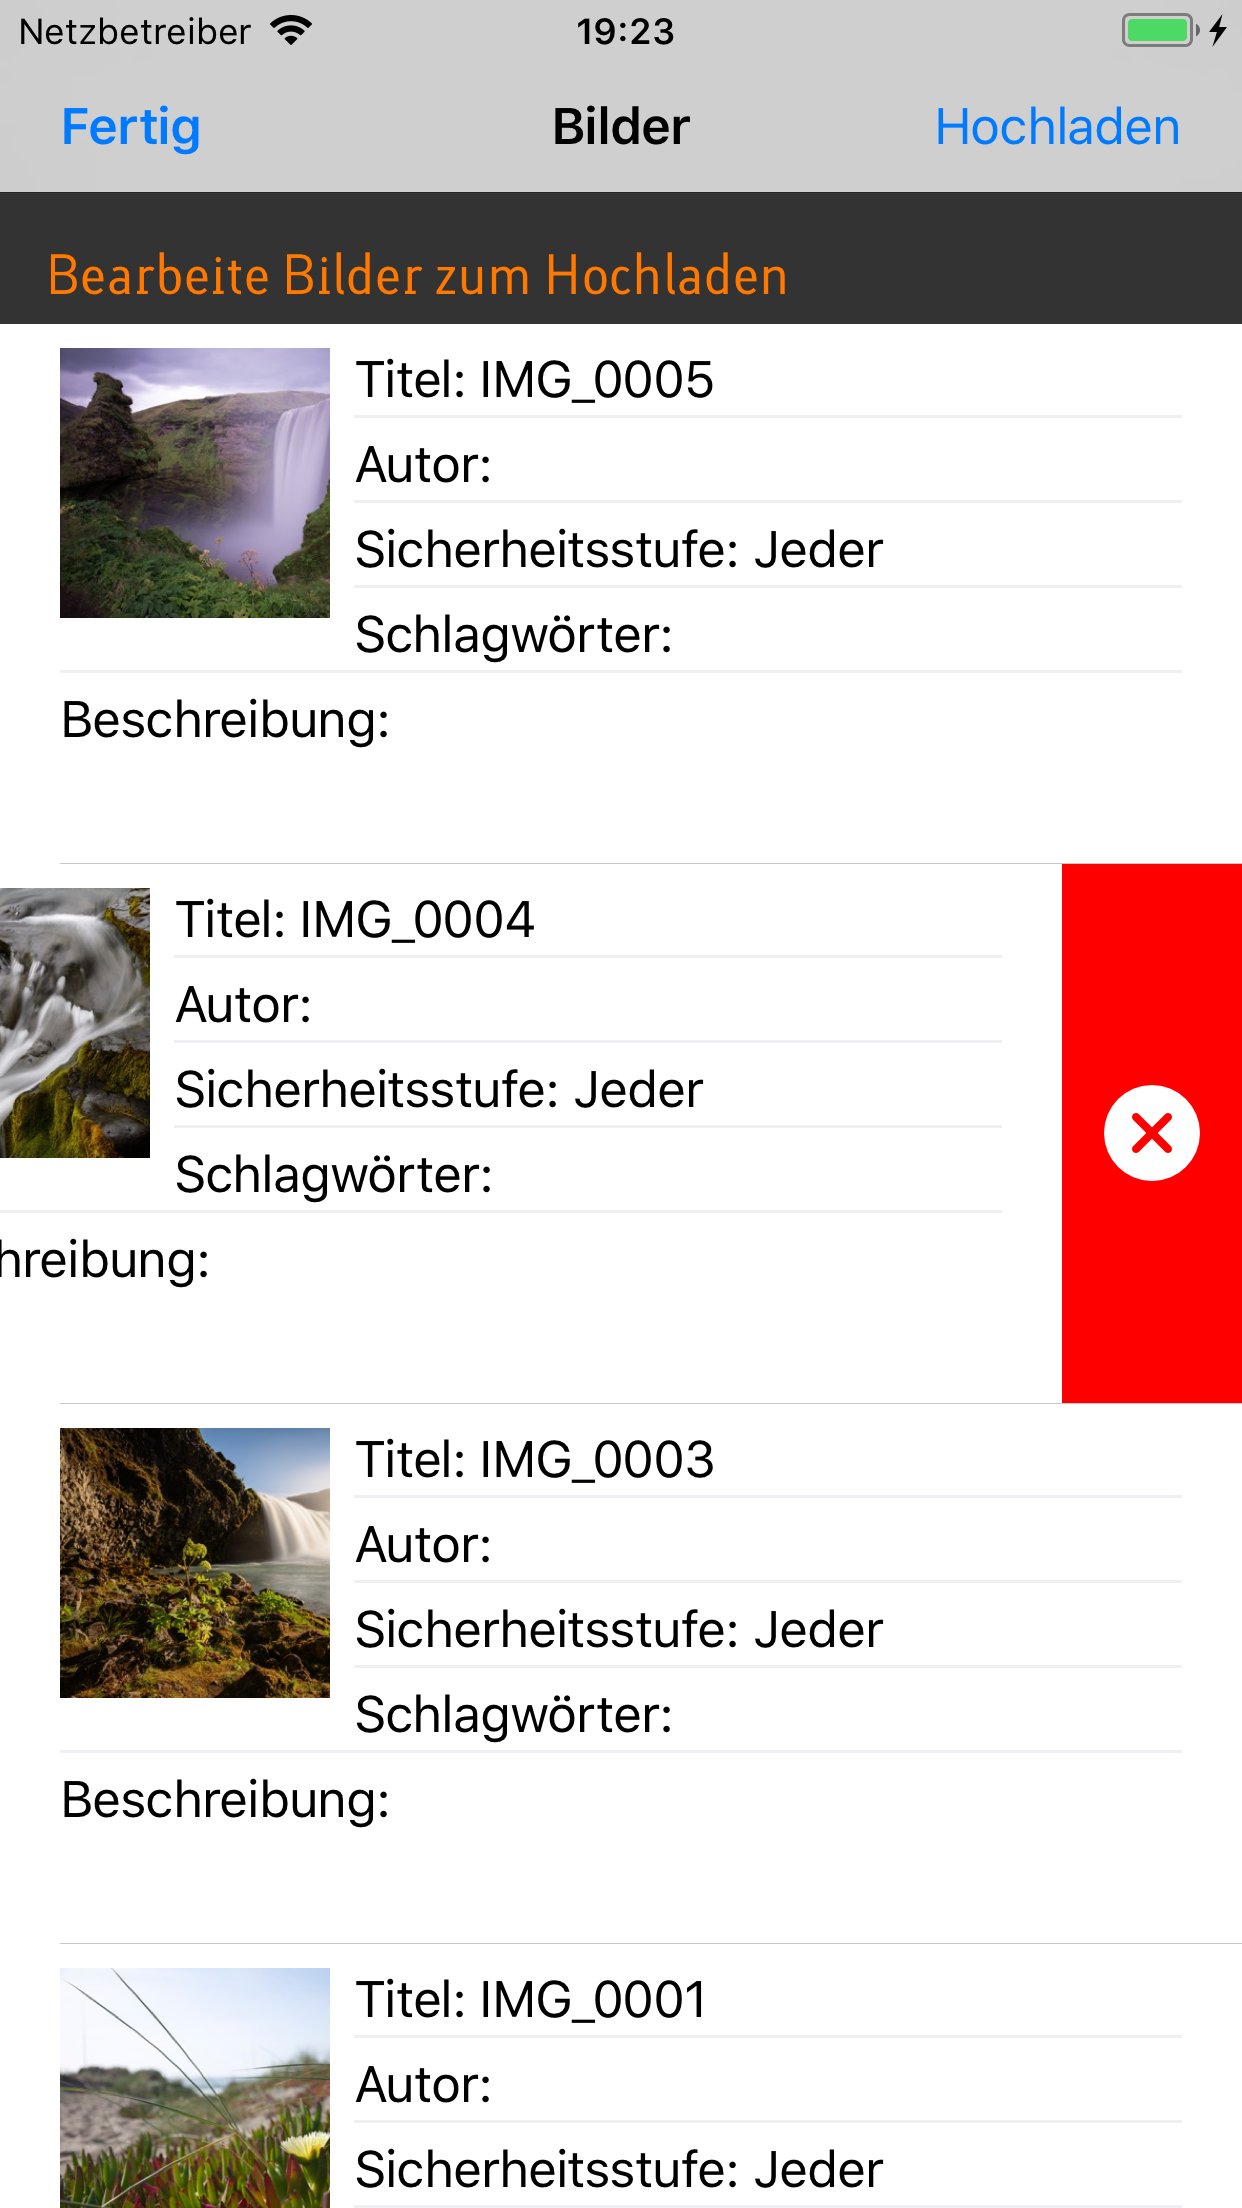 Netzbetreiber 19:23
Fertig Bilder Hochladen
Bearbeite Bilder zum Hochladen
Titel: IMG_0005
Autor:
Sicherheitsstufe: Jeder
Schlagwörter:
Beschreibung:
Titel: IMG_0004
Autor:
Sicherheitsstufe: Jeder
Schlagwörter:
hreibung:
Titel: IMG_0003
Autor:
Sicherheitsstufe: Jeder
Schlagwörter:
Beschreibung:
Titel: IMG_0001
Autor:
Sicherheitsstufe: Jeder